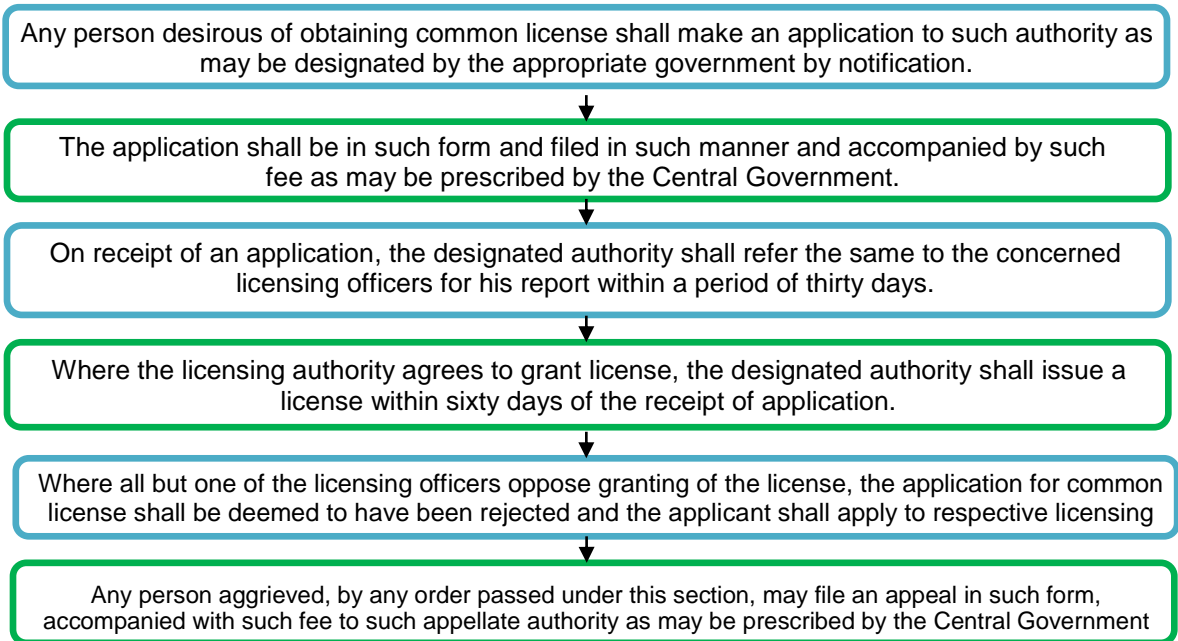 Any person desirous of obtaining common license shall make an application to such authority as
may be designated by the appropriate government by notification.
The application shall be in such form and filed in such manner and accompanied by such
fee as may be prescribed by the Central Government.
On receipt of an application, the designated authority shall refer the same to the concerned
licensing officers for his report within a period of thirty days.
Where the licensing authority agrees to grant license, the designated authority shall issue a
license within sixty days of the receipt of application.
Where all but one of the licensing officers oppose granting of the license, the application for common
license shall be deemed to have been rejected and the applicant shall apply to respective licensing
Any person aggrieved, by any order passed under this section, may file an appeal in such form,
accompanied with such fee to such appellate authority as may be prescribed by the Central Government